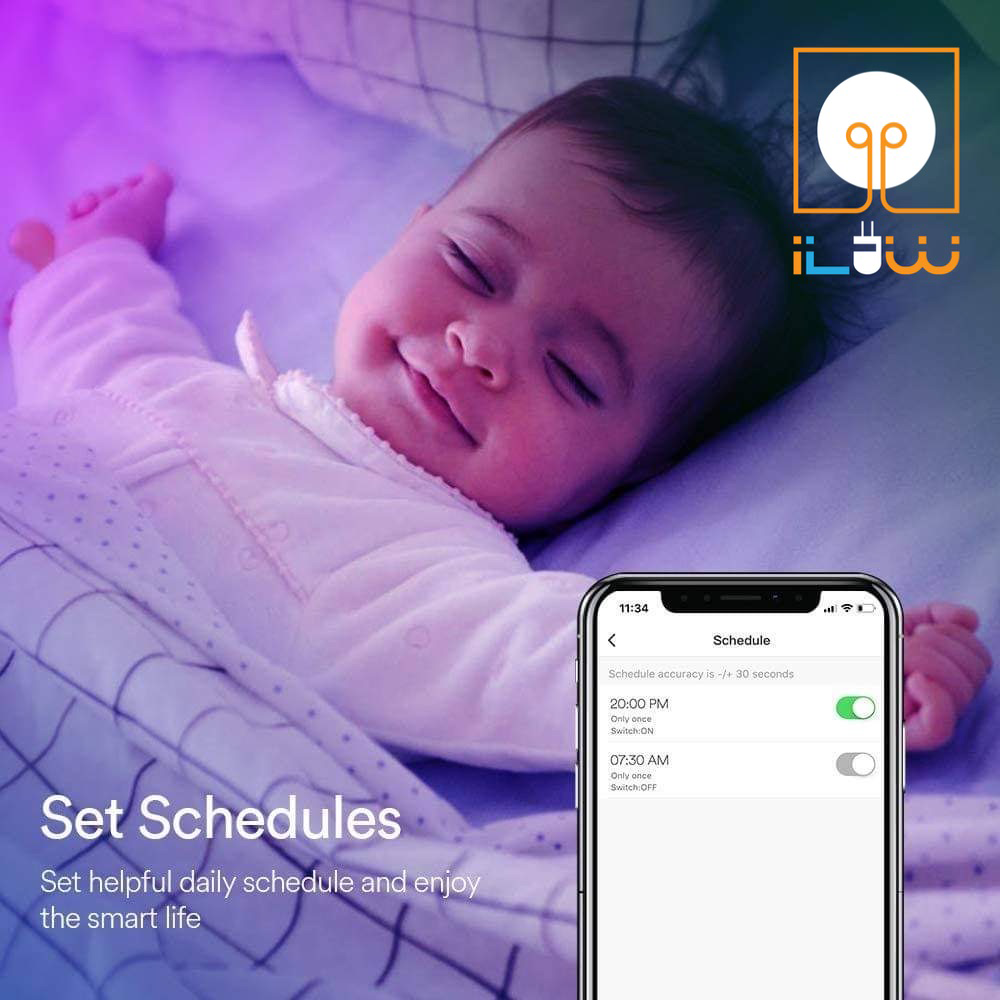 11:34
Schedule
Schedule accuracy is -/+ 30 seconds
20:00 PM
Only once
Switch:ON
07:30 AM
Only once
Switch:OFF
Set Schedules
Set helpful daily schedule and enjoy
the smart life